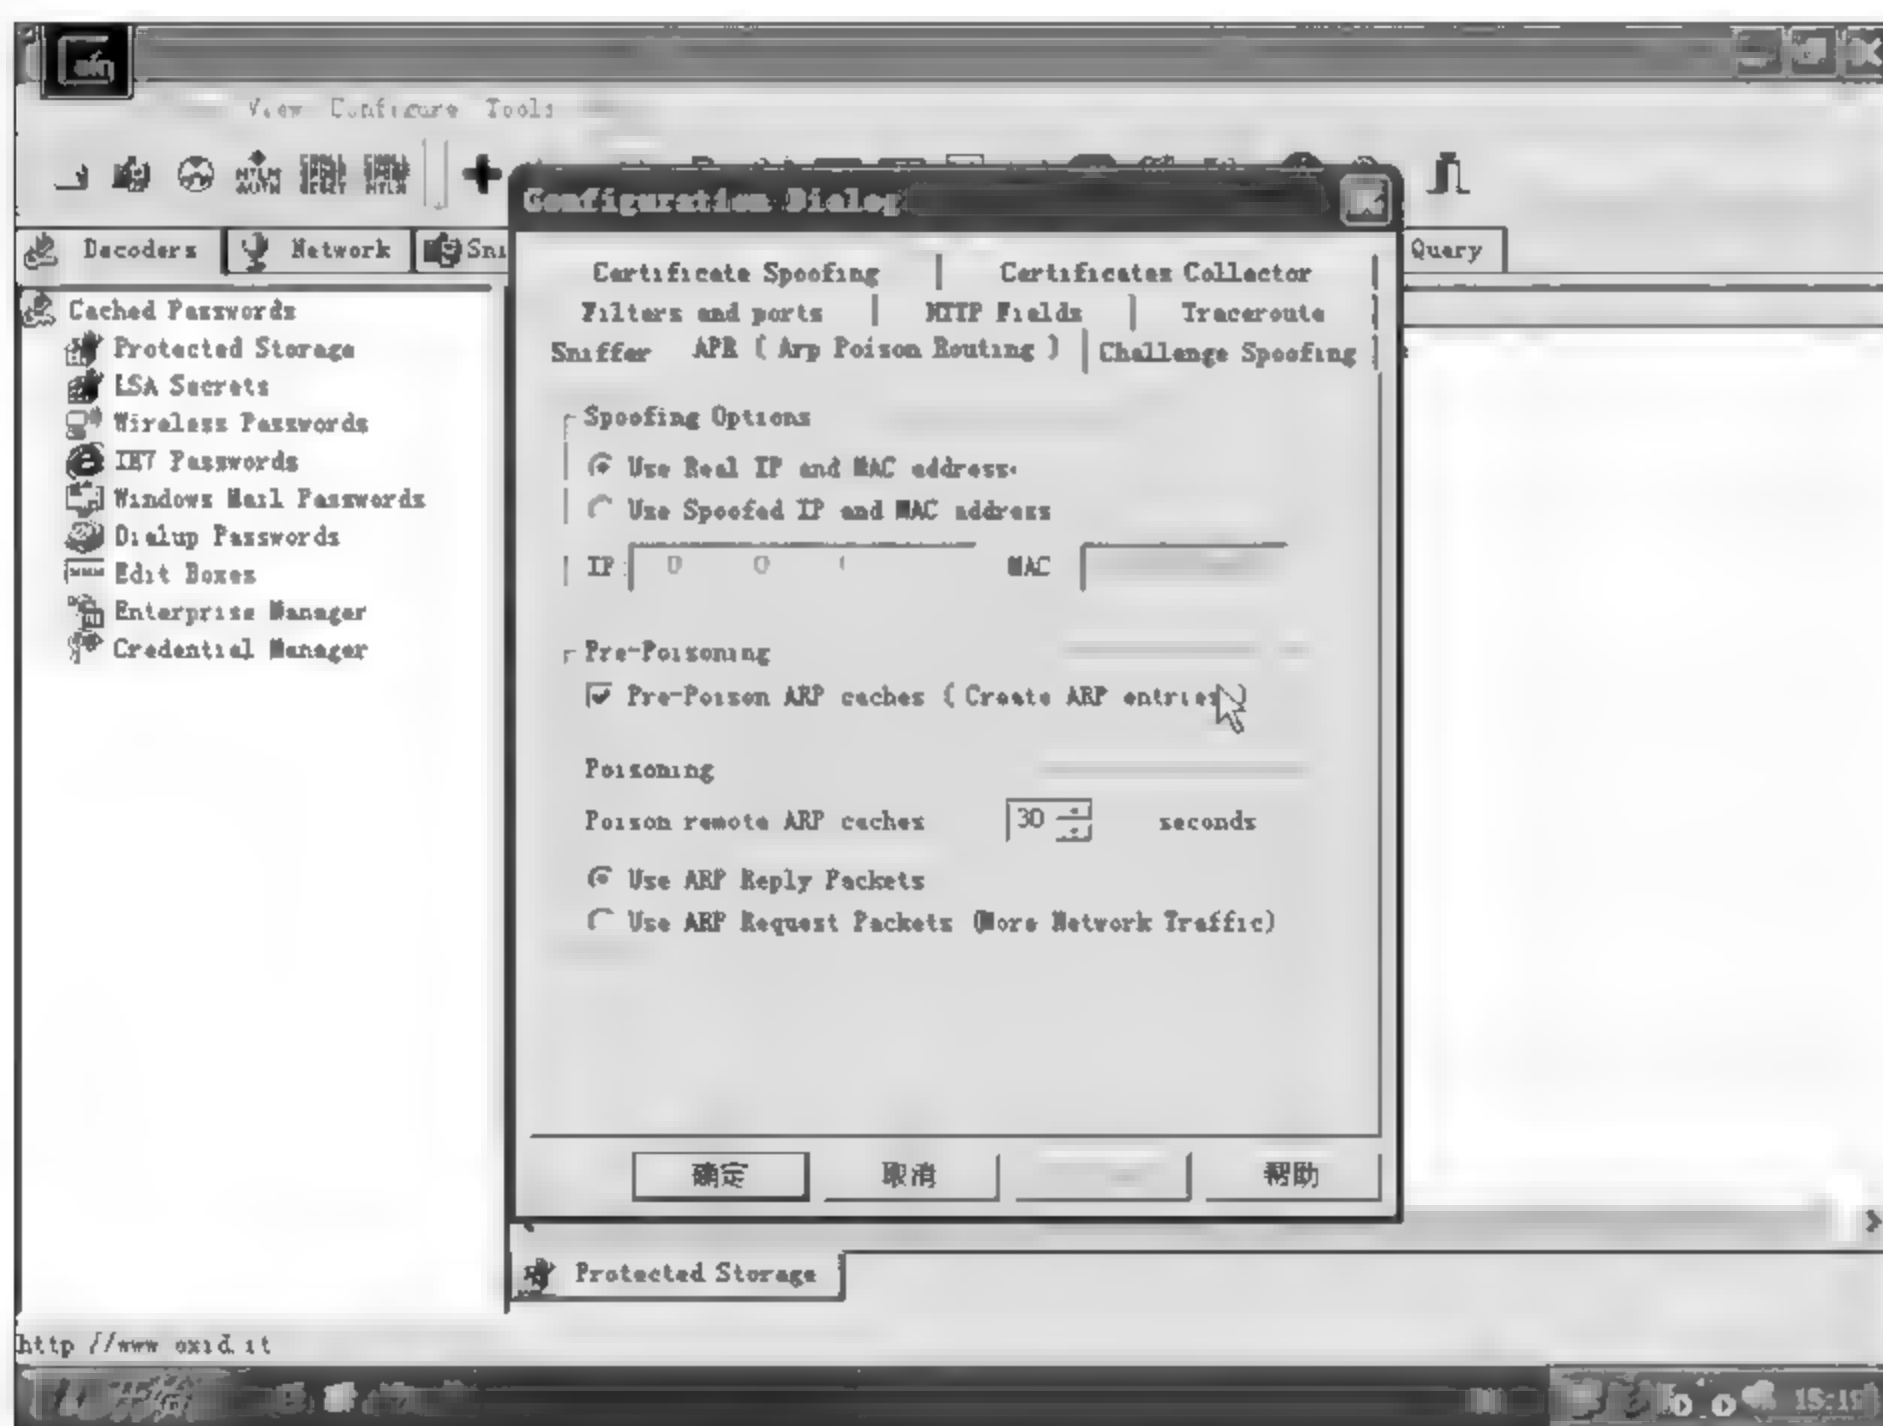 View Configure Tools
Decoders Network
Query
Configuration Dialog
Certificate Spoofing Certificates Collector
Filters and ports HTTP Fields Traceroute
Sniffer APR ( Arp Poison Routing ) Challenge Spoofing
Cached Passwords
Protected Storage
LSA Secrets
Wireless Passwords
IE7 Passwords
Windows Mail Passwords
Dialup Passwords
Edit Boxes
Enterprise Manager
Credential Manager
Spoofing Options
Use Real IP and MAC address
Use Spoofed IP and MAC address
IP 0 0 MAC
Pre-Poisoning
Pre-Poison ARP caches ( Create ARP entries )
Poisoning
Poison remote ARP caches 30 seconds
Use ARP Reply Packets
Use ARP Request Packets (More Network Traffic)
确定 取消 帮助
Protected Storage
http //www oxid.it